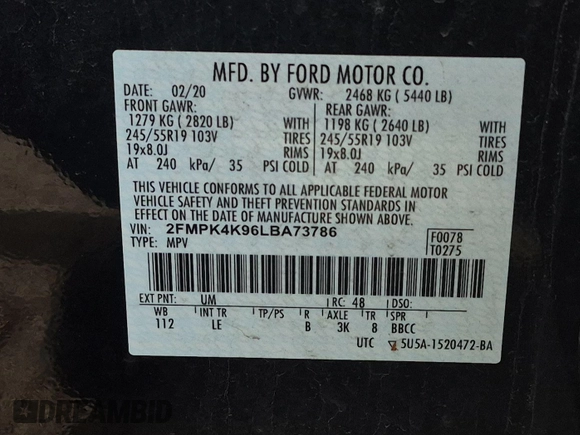 MFD. BY FORD MOTOR CO.
DATE: 02/20 GVWR: 2468 KG ( 5440 LB)
FRONT GAWR: REAR GAWR:
1279 KG ( 2820 LB) WITH 1198 KG ( 2640 LB) WITH
245/55R19 103V TIRES 245/55R19 103V TIRES
19x8.0J RIMS 19x8.0J RIMS
AT 240 kPa/ 35 PSI COLD AT 240 kPa/ 35 PSI COLD
THIS VEHICLE CONFORMS TO ALL APPLICABLE FEDERAL MOTOR
VEHICLE SAFETY AND THEFT PREVENTION STANDARDS IN
EFFECT ON THE DATE OF MANUFACTURE SHOWN ABOVE.
VIN: 2FMPK4K96LBA73786 F0078
TYPE: MPV T0275
EXT PNT: UM RC: 48 DSO:
WB INT TR TP/PS R AXLE TR SPR
112 LE B 3K 8 BBCC
UTC 5U5A-1520472-BA
DREAMBID